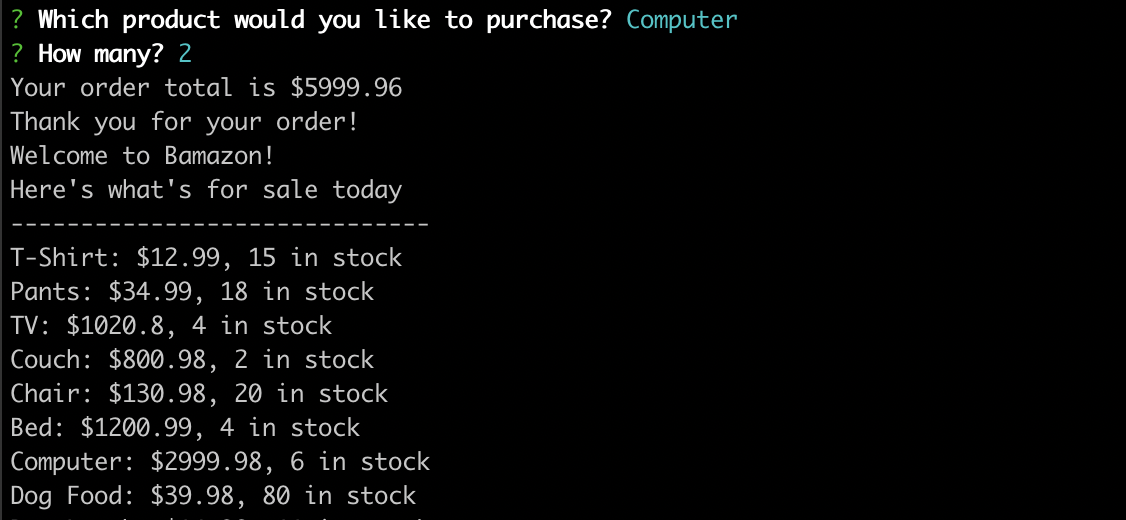 ? Which product would you like to purchase? Computer
? How many? 2
Your order total is $5999.96
Thank you for your order!
Welcome to Bamazon!
Here's what's for sale today
------------------------------
T-Shirt: $12.99, 15 in stock
Pants: $34.99, 18 in stock
TV: $1020.8, 4 in stock
Couch: $800.98, 2 in stock
Chair: $130.98, 20 in stock
Bed: $1200.99, 4 in stock
Computer: $2999.98, 6 in stock
Dog Food: $39.98, 80 in stock